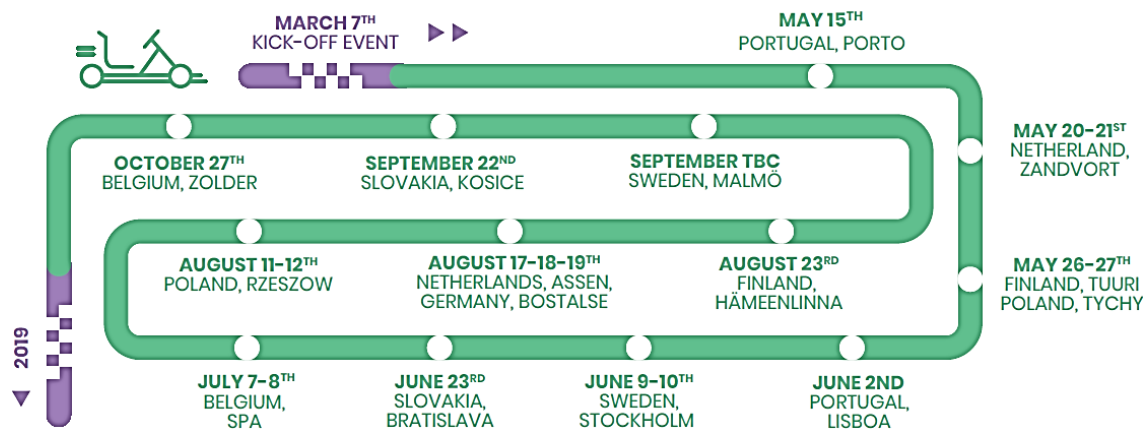 MARCH 7TH
KICK-OFF EVENT
MAY 15TH
PORTUGAL, PORTO
MAY 20-21ST
NETHERLAND,
ZANDVORT
MAY 26-27TH
FINLAND, TUURI
POLAND, TYCHY
JUNE 2ND
PORTUGAL,
LISBOA
JUNE 9-10TH
SWEDEN,
STOCKHOLM
JUNE 23RD
SLOVAKIA,
BRATISLAVA
JULY 7-8TH
BELGIUM,
SPA
AUGUST 11-12TH
POLAND, RZESZOW
AUGUST 17-18-19TH
NETHERLANDS, ASSEN,
GERMANY, BOSTALSE
AUGUST 23RD
FINLAND,
HÄMEENLINNA
SEPTEMBER TBC
SWEDEN, MALMÖ
SEPTEMBER 22ND
SLOVAKIA, KOSICE
OCTOBER 27TH
BELGIUM, ZOLDER
2019